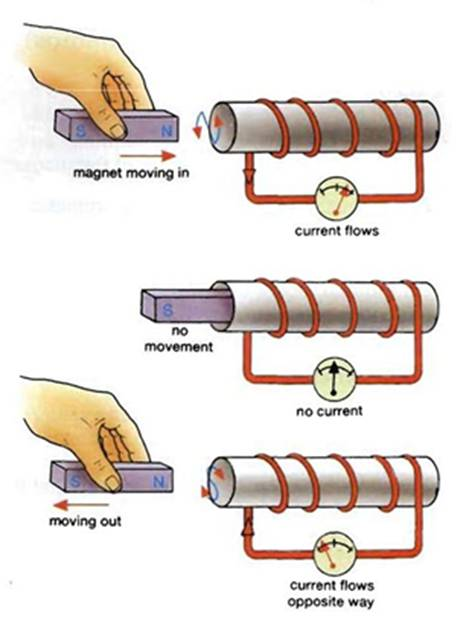 S N
magnet moving in
current flows
S
no
movement
no current
S N
moving out
current flows
opposite way